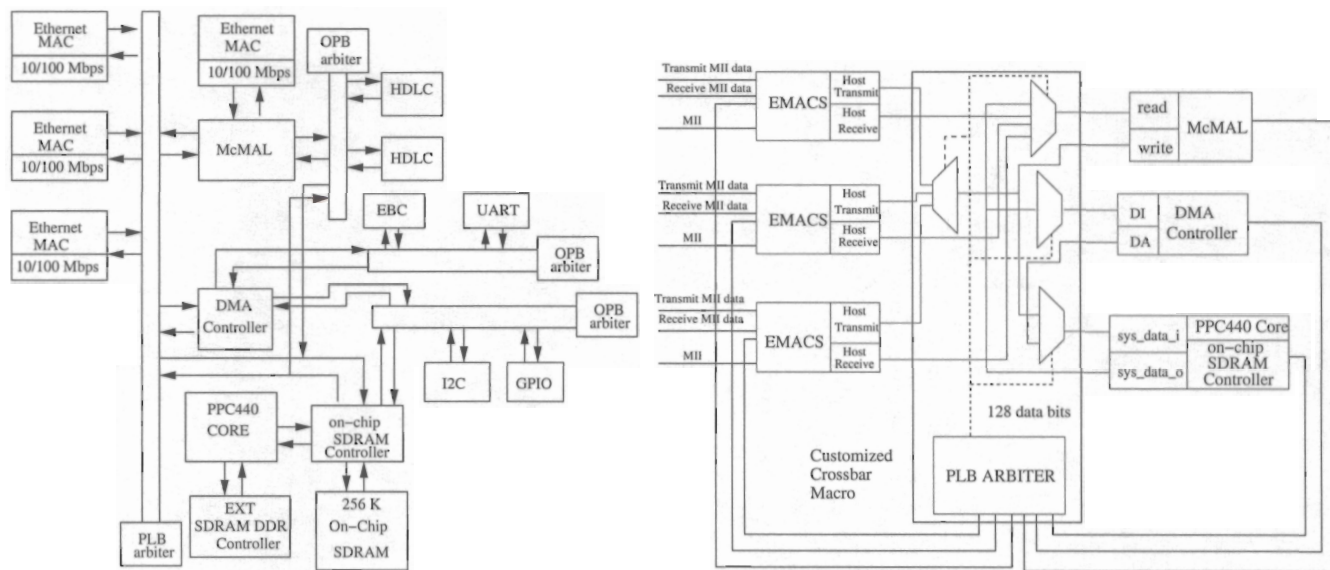 Ethernet
MAC
10/100 Mbps
Ethernet
MAC
10/100 Mbps
Ethernet
MAC
10/100 Mbps
Ethernet
MAC
10/100 Mbps
McMAL
OPB
arbiter
HDLC
HDLC
EBC
UART
OPB
arbiter
DMA
Controller
OPB
arbiter
I2C
GPIO
PPC440
CORE
on-chip
SDRAM
Controller
EXT
SDRAM DDR
Controller
256 K
On-Chip
SDRAM
PLB
arbiter
Transmit MII data
Receive MII data
MII
EMACS
Host
Transmit
Host
Receive
Transmit MII data
Receive MII data
MII
EMACS
Host
Transmit
Host
Receive
Transmit MII data
Receive MII data
MII
EMACS
Host
Transmit
Host
Receive
read
write
McMAL
DI
DA
DMA
Controller
sys_data_i
sys_data_o
PPC440 Core
on-chip
SDRAM
Controller
128 data bits
Customized
Crossbar
Macro
PLB ARBITER